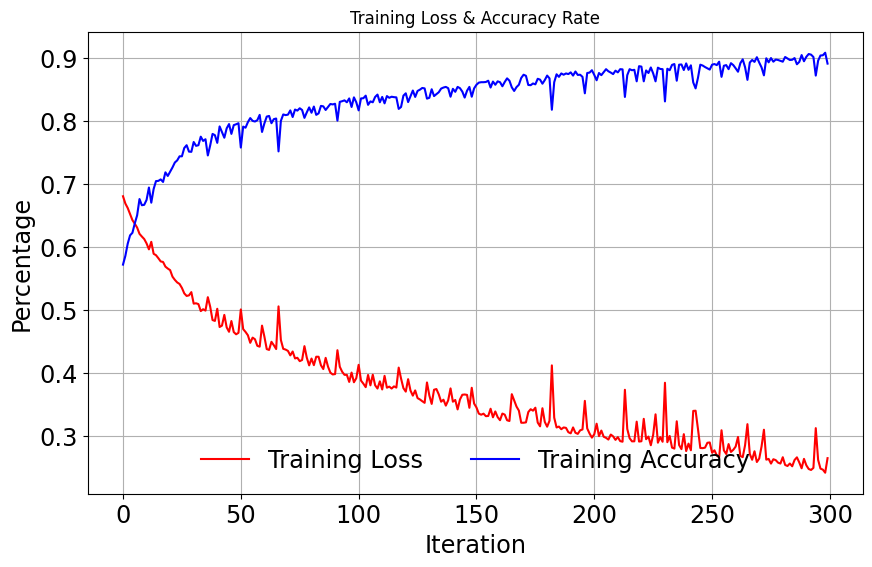 Training Loss & Accuracy Rate
0.9
0.8
0.7
0.6
0.5
0.4
0.3
Percentage
Training Loss
Training Accuracy
0 50 100 150 200 250 300
Iteration